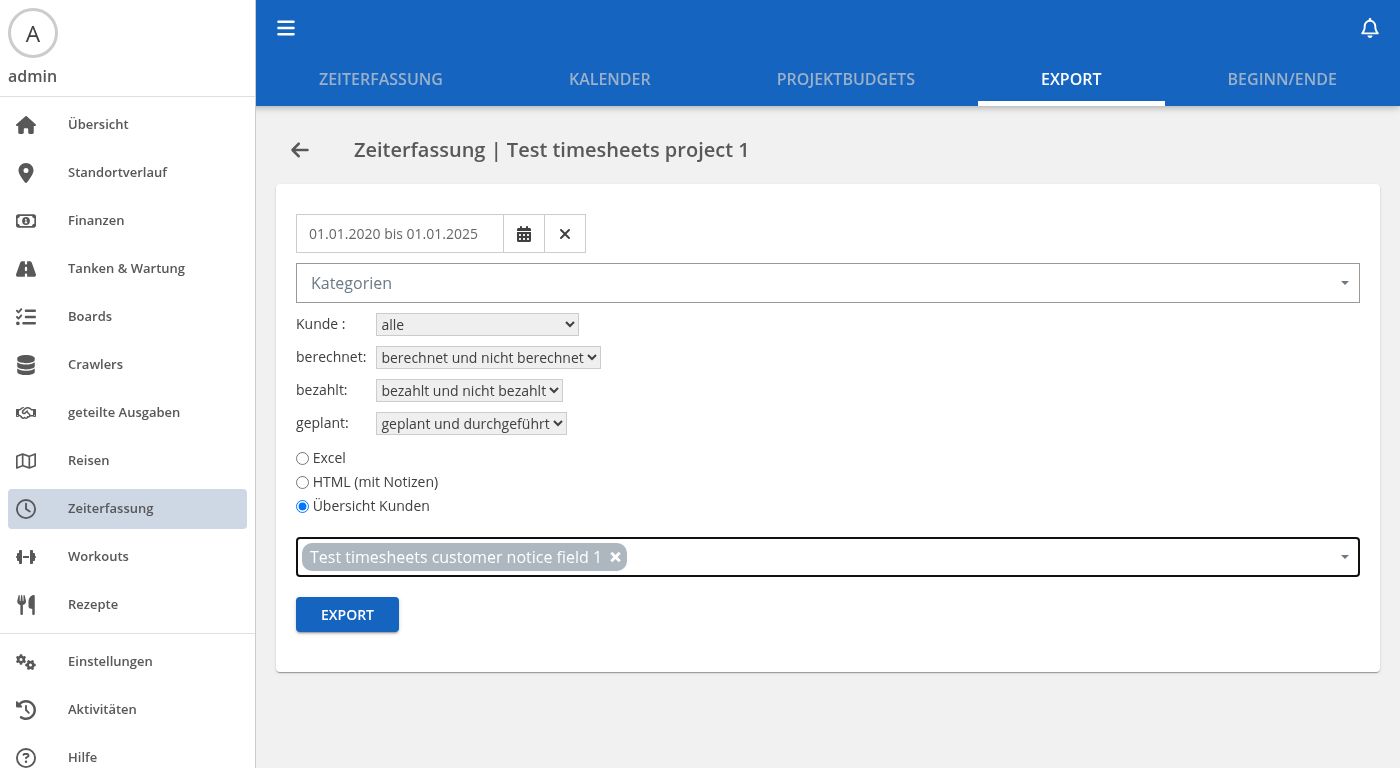 A
admin
Übersicht
Standortverlauf
Finanzen
Tanken & Wartung
Boards
Crawlers
geteilte Ausgaben
Reisen
Zeiterfassung
Workouts
Rezepte
Einstellungen
Aktivitäten
Hilfe
ZEITERFASSUNG
KALENDER
PROJEKTBUDGETS
EXPORT
BEGINN/ENDE
Zeiterfassung | Test timesheets project 1
01.01.2020 bis 01.01.2025
Kategorien
Kunde : alle
berechnet: berechnet und nicht berechnet
bezahlt: bezahlt und nicht bezahlt
geplant: geplant und durchgeführt
Excel
HTML (mit Notizen)
Übersicht Kunden
Test timesheets customer notice field 1
EXPORT